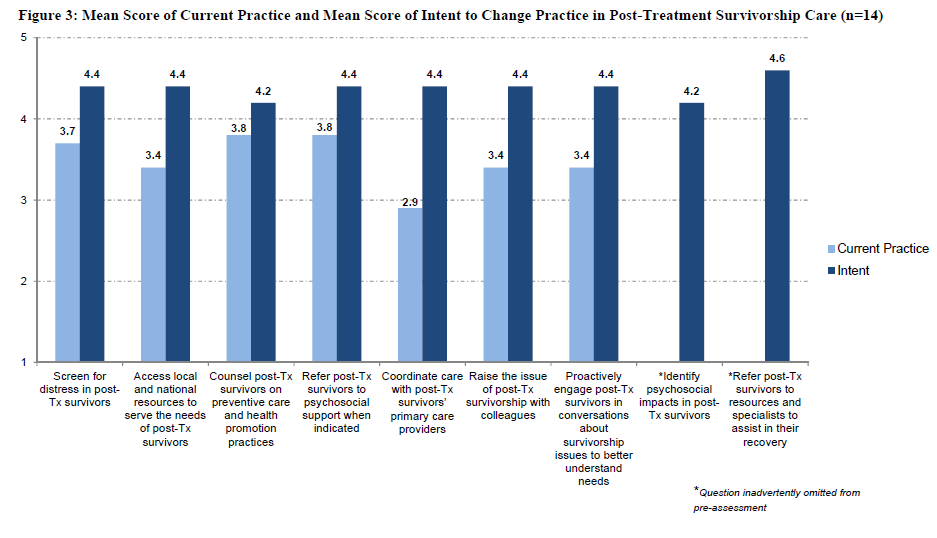 Figure 3: Mean Score of Current Practice and Mean Score of Intent to Change Practice in Post-Treatment Survivorship Care (n=14)
5
4
3
2
1
3.7
4.4
3.4
4.4
3.8
4.2
3.8
4.4
2.9
4.4
3.4
4.4
3.4
4.4
4.2
4.6
Current Practice
Intent
Screen for
distress in post-
Tx survivors
Access local
and national
resources to
serve the needs
of post-Tx
survivors
Counsel post-Tx
survivors on
preventive care
and health
promotion
practices
Refer post-Tx
survivors to
psychosocial
support when
indicated
Coordinate care
with post-Tx
survivors'
primary care
providers
Raise the issue
of post-Tx
survivorship with
colleagues
Proactively
engage post-Tx
survivors in
conversations
about
survivorship
issues to better
understand
needs
*Identify
psychosocial
impacts in post-
Tx survivors
*Refer post-Tx
survivors to
resources and
specialists to
assist in their
recovery
*Question inadvertently omitted from
pre-assessment